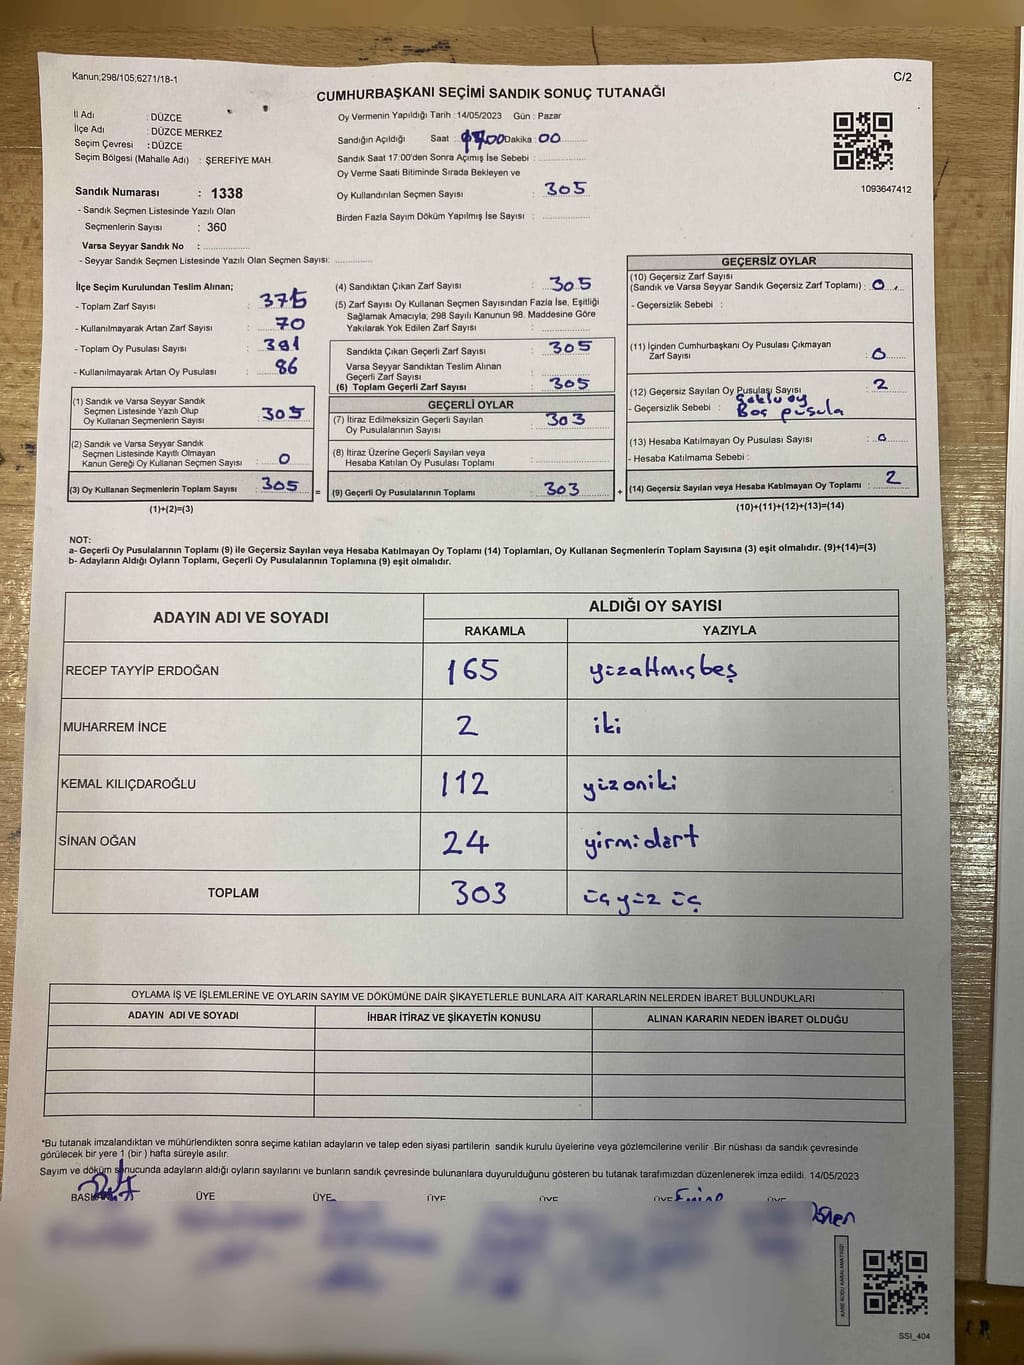 Kanun;298/105;6271/18-1
C/2
CUMHURBAŞKANI SEÇİMİ SANDIK SONUÇ TUTANAĞI
İl Adı : DÜZCE
İlçe Adı : DÜZCE MERKEZ
Seçim Çevresi : DÜZCE
Seçim Bölgesi (Mahalle Adı) : ŞEREFİYE MAH.
Sandık Numarası : 1338
- Sandık Seçmen Listesinde Yazılı Olan
Seçmenlerin Sayısı : 360
Varsa Seyyar Sandık No :
- Seyyar Sandık Seçmen Listesinde Yazılı Olan Seçmen Sayısı:
Oy Vermenin Yapıldığı Tarih : 14/05/2023 Gün : Pazar
Sandığın Açıldığı Saat : Dakika : 00
Sandık Saat 17:00'den Sonra Açımış İse Sebebi :
Oy Verme Saati Bitiminde Sırada Bekleyen ve
Oy Kullandırılan Seçmen Sayısı : 305
Birden Fazla Sayım Döküm Yapılmış İse Sayısı :
1093647412
İlçe Seçim Kurulundan Teslim Alınan;
- Toplam Zarf Sayısı : 375
- Kullanılmayarak Artan Zarf Sayısı : 70
- Toplam Oy Pusulası Sayısı : 391
- Kullanılmayarak Artan Oy Pusulası : 86
(1) Sandık ve Varsa Seyyar Sandık
Seçmen Listesinde Yazılı Olup
Oy Kullanan Seçmenlerin Sayısı : 305
(2) Sandık ve Varsa Seyyar Sandık
Seçmen Listesinde Kayıtlı Olmayan
Kanun Gereği Oy Kullanan Seçmen Sayısı : 0
(3) Oy Kullanan Seçmenlerin Toplam Sayısı : 305
(1)+(2)=(3)
(4) Sandıktan Çıkan Zarf Sayısı : 305
(5) Zarf Sayısı Oy Kullanan Seçmen Sayısından Fazla İse, Eşitliği
Sağlamak Amacıyla; 298 Sayılı Kanunun 98. Maddesine Göre
Yakılarak Yok Edilen Zarf Sayısı :
Sandıkta Çıkan Geçerli Zarf Sayısı : 305
Varsa Seyyar Sandıktan Teslim Alınan
Geçerli Zarf Sayısı :
(6) Toplam Geçerli Zarf Sayısı : 305
GEÇERLİ OYLAR
(7) İtiraz Edilmeksizin Geçerli Sayılan
Oy Pusulalarının Sayısı : 303
(8) İtiraz Üzerine Geçerli Sayılan veya
Hesaba Katılan Oy Pusulası Toplamı :
= (9) Geçerli Oy Pusulalarının Toplamı : 303 +
GEÇERSİZ OYLAR
(10) Geçersiz Zarf Sayısı
(Sandık ve Varsa Seyyar Sandık Geçersiz Zarf Toplamı) : 0
- Geçersizlik Sebebi :
(11) İçinden Cumhurbaşkanı Oy Pusulası Çıkmayan
Zarf Sayısı : 0
(12) Geçersiz Sayılan Oy Pusulası Sayısı : 2
- Geçersizlik Sebebi : Çoklu oy
Boş pusula
(13) Hesaba Katılmayan Oy Pusulası Sayısı : 0
- Hesaba Katılmama Sebebi :
(14) Geçersiz Sayılan veya Hesaba Katılmayan Oy Toplamı : 2
(10)+(11)+(12)+(13)=(14)
NOT:
a- Geçerli Oy Pusulalarının Toplamı (9) ile Geçersiz Sayılan veya Hesaba Katılmayan Oy Toplamı (14) Toplamları, Oy Kullanan Seçmenlerin Toplam Sayısına (3) eşit olmalıdır. (9)+(14)=(3)
b- Adayların Aldığı Oyların Toplamı, Geçerli Oy Pusulalarının Toplamına (9) eşit olmalıdır.
ADAYIN ADI VE SOYADI
ALDIĞI OY SAYISI
RAKAMLA YAZIYLA
RECEP TAYYİP ERDOĞAN 165 yüzaltmışbeş
MUHARREM İNCE 2 iki
KEMAL KILIÇDAROĞLU 112 yüzoniki
SİNAN OĞAN 24 yirmidört
TOPLAM 303 üçyüz üç
OYLAMA İŞ VE İŞLEMLERİNE VE OYLARIN SAYIM VE DÖKÜMÜNE DAİR ŞİKAYETLERLE BUNLARA AİT KARARLARIN NELERDEN İBARET BULUNDUKLARI
ADAYIN ADI VE SOYADI İHBAR İTİRAZ VE ŞİKAYETİN KONUSU ALINAN KARARIN NEDEN İBARET OLDUĞU
*Bu tutanak imzalandıktan ve mühürlendikten sonra seçime katılan adayların ve talep eden siyasi partilerin sandık kurulu üyelerine veya gözlemcilerine verilir .Bir nüshası da sandık çevresinde
görülecek bir yere 1 (bir ) hafta süreyle asılır.
Sayım ve döküm sonucunda adayların aldığı oyların sayılarını ve bunların sandık çevresinde bulunanlara duyurulduğunu gösteren bu tutanak tarafımızdan düzenlenerek imza edildi. 14/05/2023
ÜYE ÜYE ÜYE ÜYE ÜYE ÜYE
SSI_404